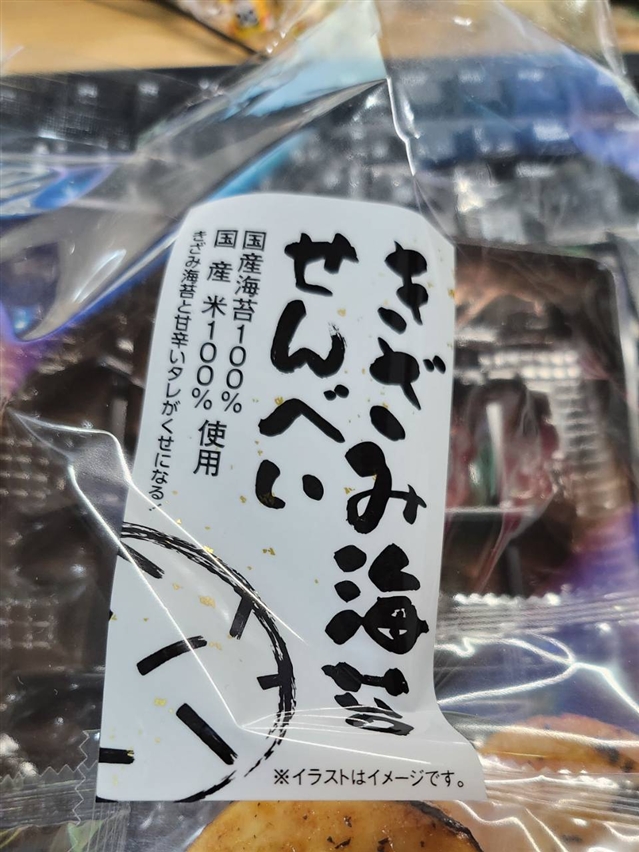 きざみ海苔
せんべい
国産海苔100%
国産米100%使用
きざみ海苔と甘辛いタレがくせになる!
※イラストはイメージです。